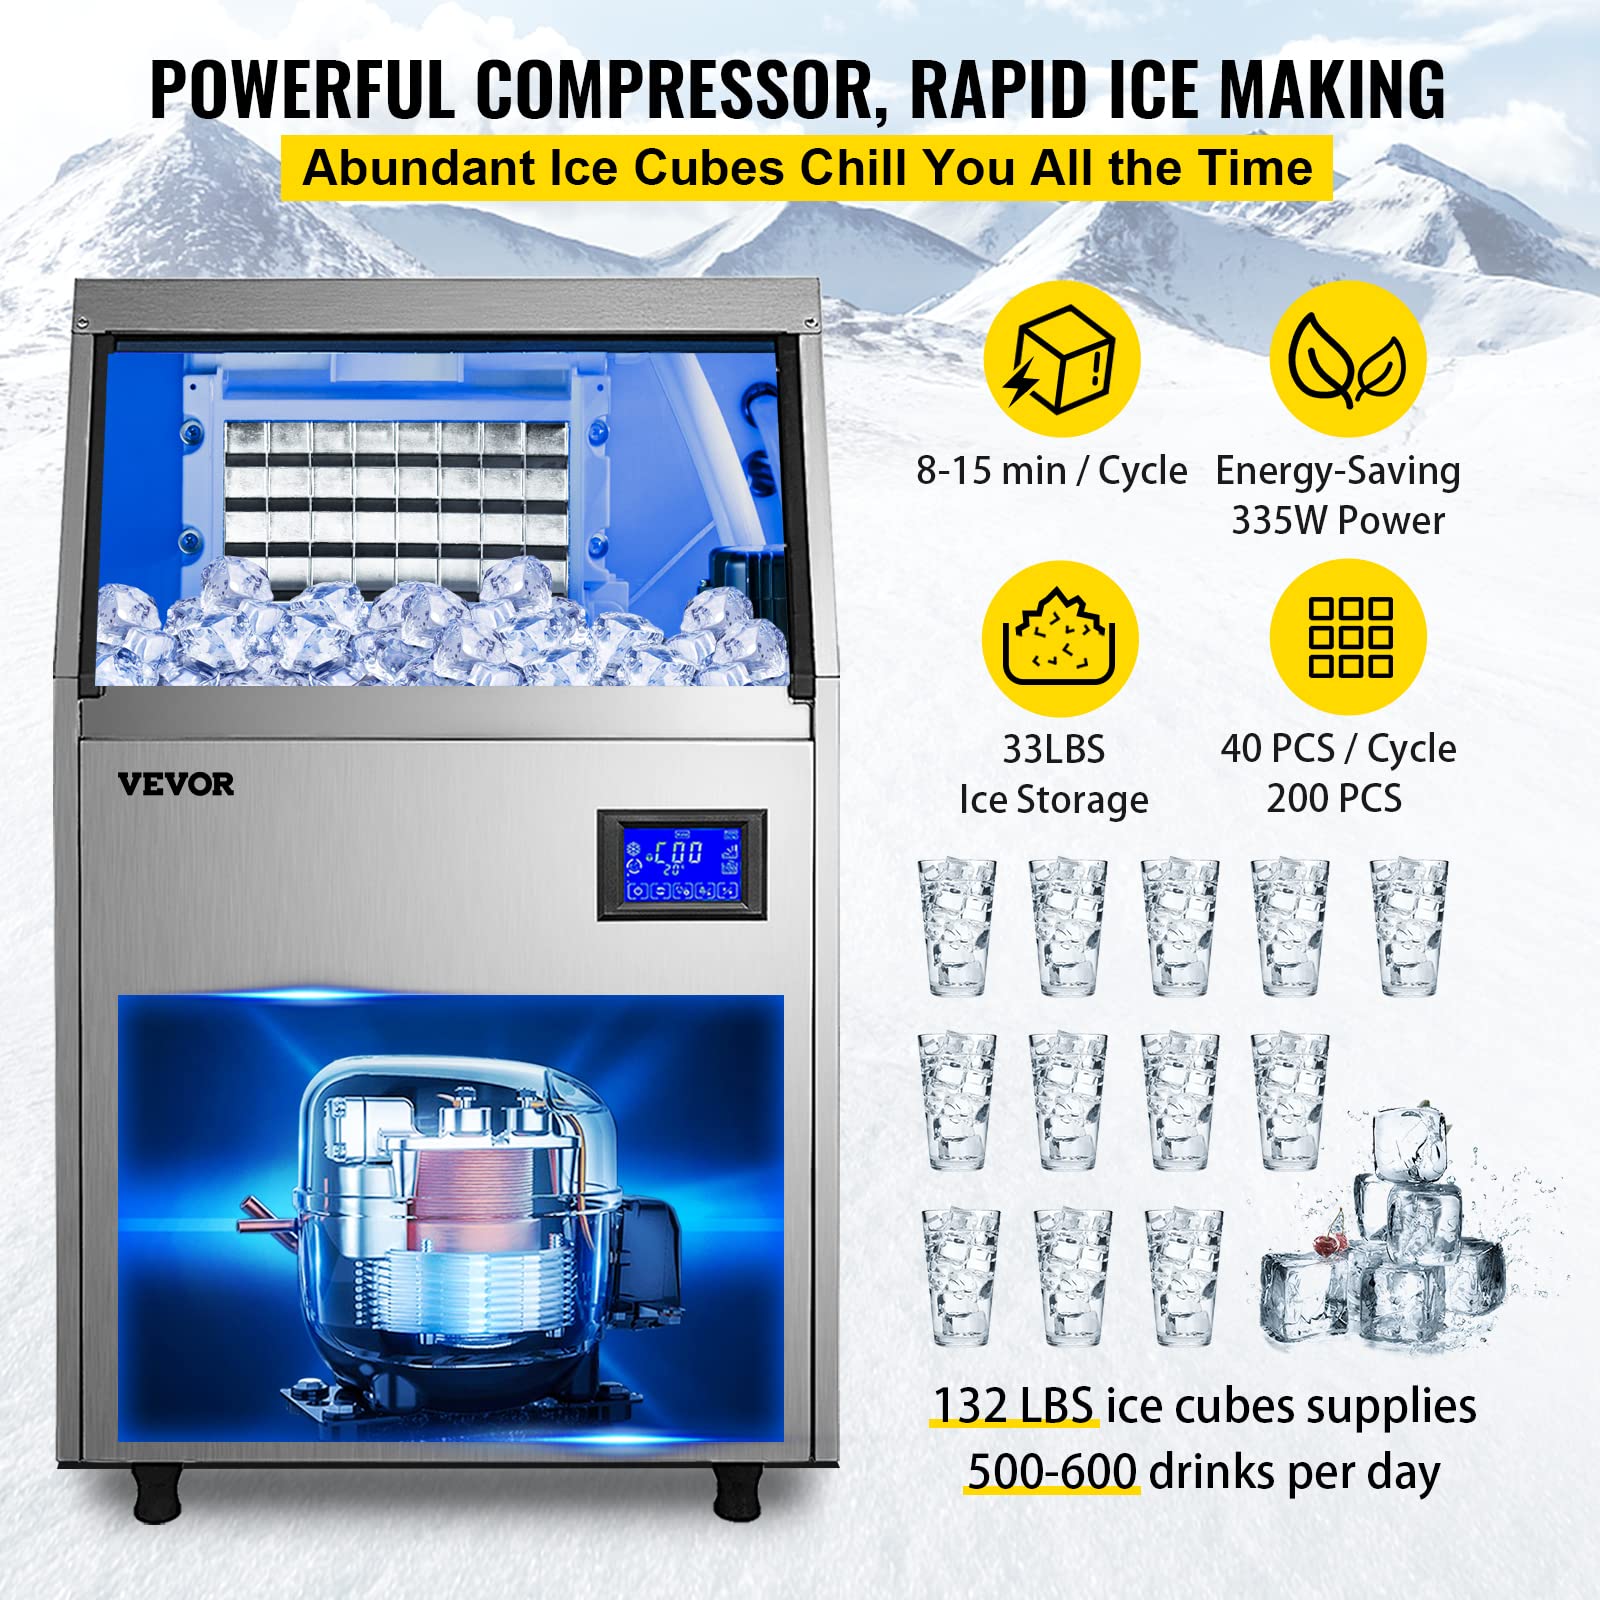 POWERFUL COMPRESSOR, RAPID ICE MAKING
Abundant Ice Cubes Chill You All the Time
8-15 min / Cycle
Energy-Saving
335W Power
33LBS
Ice Storage
40 PCS / Cycle
200 PCS
VEVOR
C00
20°
132 LBS ice cubes supplies
500-600 drinks per day